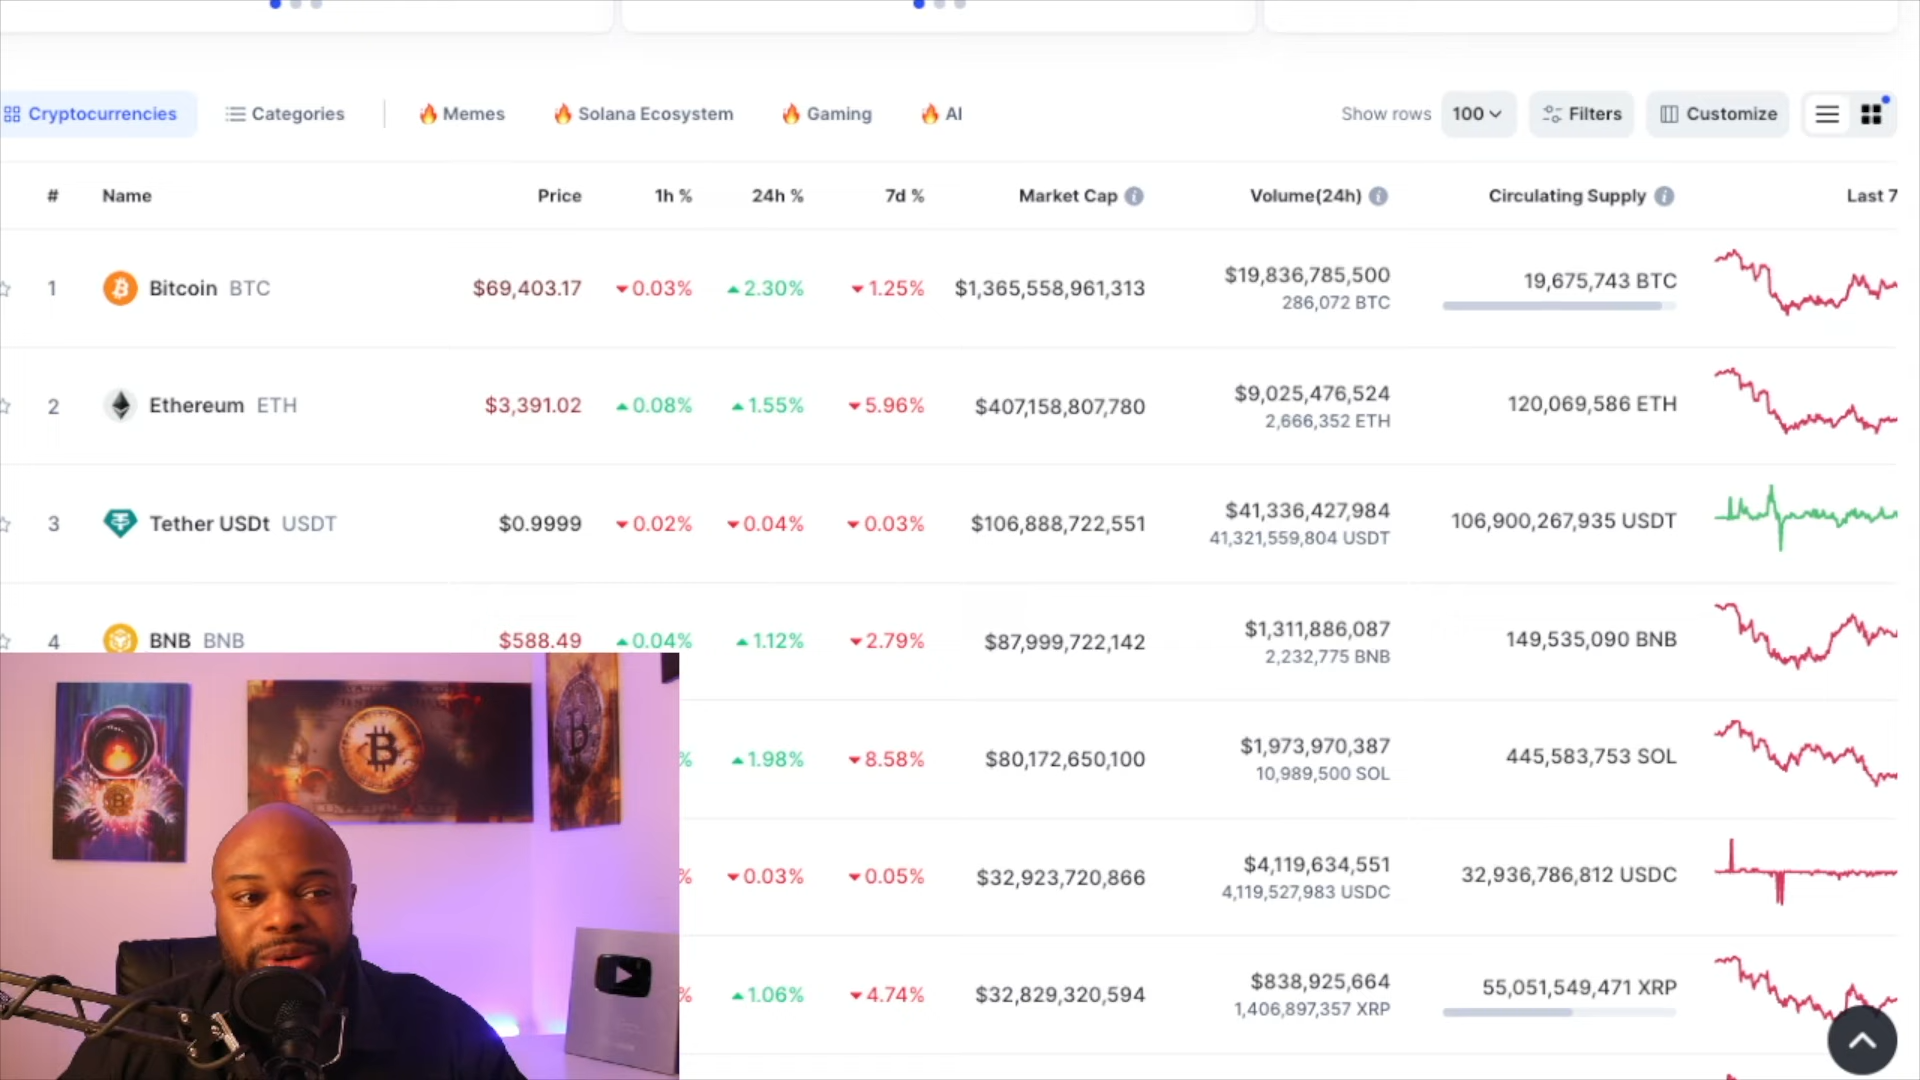 Cryptocurrencies Categories Memes Solana Ecosystem Gaming AI Show rows 100 Filters Customize
# Name Price 1h % 24h % 7d % Market Cap Volume(24h) Circulating Supply Last 7
1 Bitcoin BTC $69,403.17 0.03% 2.30% 1.25% $1,365,558,961,313 $19,836,785,500 19,675,743 BTC
286,072 BTC
2 Ethereum ETH $3,391.02 0.08% 1.55% 5.96% $407,158,807,780 $9,025,476,524 120,069,586 ETH
2,666,352 ETH
3 Tether USDt USDT $0.9999 0.02% 0.04% 0.03% $106,888,722,551 $41,336,427,984 106,900,267,935 USDT
41,321,559,804 USDT
4 BNB BNB $588.49 0.04% 1.12% 2.79% $87,999,722,142 $1,311,886,087 149,535,090 BNB
2,232,775 BNB
% 1.98% 8.58% $80,172,650,100 $1,973,970,387 445,583,753 SOL
10,989,500 SOL
% 0.03% 0.05% $32,923,720,866 $4,119,634,551 32,936,786,812 USDC
4,119,527,983 USDC
% 1.06% 4.74% $32,829,320,594 $838,925,664 55,051,549,471 XRP
1,406,897,357 XRP